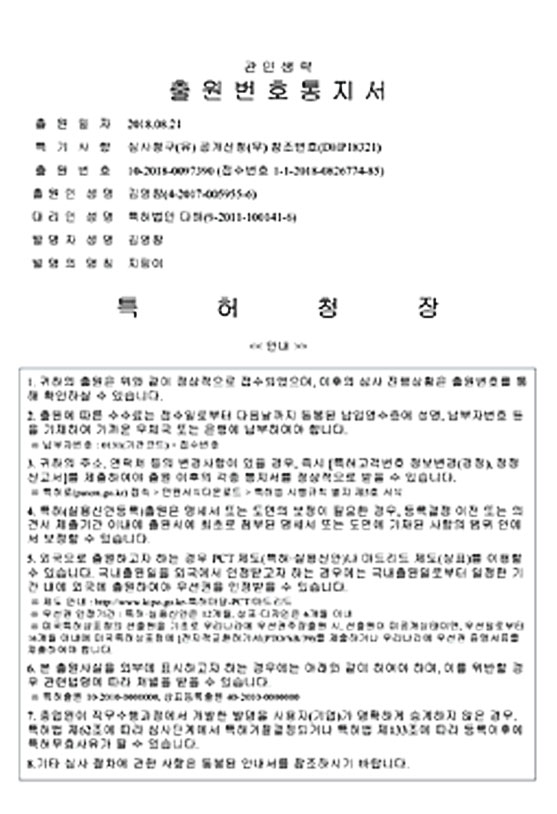 관 인 생 략
출 원 번 호 통 지 서
출 원 일 자 2018.08.21
특 기 사 항 심사청구(유) 공개신청(무) 참조번호(DHP18321)
출 원 번 호 10-2018-0097390 (접수번호 1-1-2018-0826774-85)
출 원 인 성 명 김영창(4-2017-005955-6)
대 리 인 성 명 특허법인 다해(9-2011-100141-6)
발 명 자 성 명 김영창
발 명 의 명 칭 지팡이
특 허 청 장
<< 안내 >>
1. 귀하의 출원은 위와 같이 정상적으로 접수되었으며, 이후의 심사 진행상황은 출원번호를 통
해 확인하실 수 있습니다.
2. 출원에 따른 수수료는 접수일로부터 다음날까지 동봉된 납입영수증에 성명, 납부자번호 등
을 기재하여 가까운 우체국 또는 은행에 납부하여야 합니다.
※ 납부자번호 : 0131(기관코드) + 접수번호
3. 귀하의 주소, 연락처 등의 변경사항이 있을 경우, 즉시 [특허고객번호 정보변경(경정), 정정
신고서]를 제출하여야 출원 이후의 각종 통지서를 정상적으로 받을 수 있습니다.
※ 특허로(patent.go.kr) 접속 > 민원서식다운로드 > 특허법 시행규칙 별지 제5호 서식
4. 특허(실용신안등록)출원은 명세서 또는 도면의 보정이 필요한 경우, 등록결정 이전 또는 의
견서 제출기간 이내에 출원서에 최초로 첨부된 명세서 또는 도면에 기재된 사항의 범위 안에
서 보정할 수 있습니다.
5. 외국으로 출원하고자 하는 경우 PCT 제도(특허·실용신안)나 마드리드 제도(상표)를 이용할
수 있습니다. 국내출원일을 외국에서 인정받고자 하는 경우에는 국내출원일로부터 일정한 기
간 내에 외국에 출원하여야 우선권을 인정받을 수 있습니다.
※ 제도 안내 : http://www.kipo.go.kr-특허마당-PCT/마드리드
※ 우선권 인정기간 : 특허·실용신안은 12개월, 상표·디자인은 6개월 이내
※ 미국특허상표청의 선출원을 기초로 우리나라에 우선권주장출원 시, 선출원이 미공개상태이면, 우선일로부터
16개월 이내에 미국특허상표청에 [전자적교환허가서(PTO/SB/39)]를 제출하거나 우리나라에 우선권 증명서류를
제출하여야 합니다.
6. 본 출원사실을 외부에 표시하고자 하는 경우에는 아래와 같이 하여야 하며, 이를 위반할 경
우 관련법령에 따라 처벌을 받을 수 있습니다.
※ 특허출원 10-2010-0000000, 상표등록출원 40-2010-0000000
7. 종업원이 직무수행과정에서 개발한 발명을 사용자(기업)가 명확하게 승계하지 않은 경우,
특허법 제62조에 따라 심사단계에서 특허거절결정되거나 특허법 제133조에 따라 등록이후에
특허무효사유가 될 수 있습니다.
8.기타 심사 절차에 관한 사항은 동봉된 안내서를 참조하시기 바랍니다.